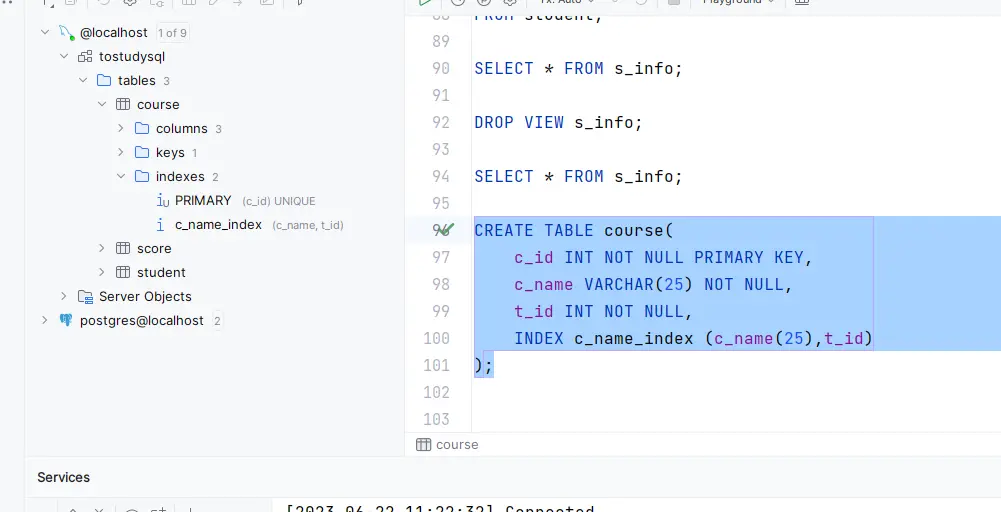 Tx: Auto
Playground
@localhost 1 of 9
tostudysql
tables 3
course
columns 3
keys 1
indexes 2
PRIMARY (c_id) UNIQUE
c_name_index (c_name, t_id)
score
student
Server Objects
postgres@localhost 2
88 FROM student;
89
90 SELECT * FROM s_info;
91
92 DROP VIEW s_info;
93
94 SELECT * FROM s_info;
95
96 CREATE TABLE course(
97 c_id INT NOT NULL PRIMARY KEY,
98 c_name VARCHAR(25) NOT NULL,
99 t_id INT NOT NULL,
100 INDEX c_name_index (c_name(25),t_id)
101 );
102
103
course
Services
[2023-06-22 11:22:32] Connected